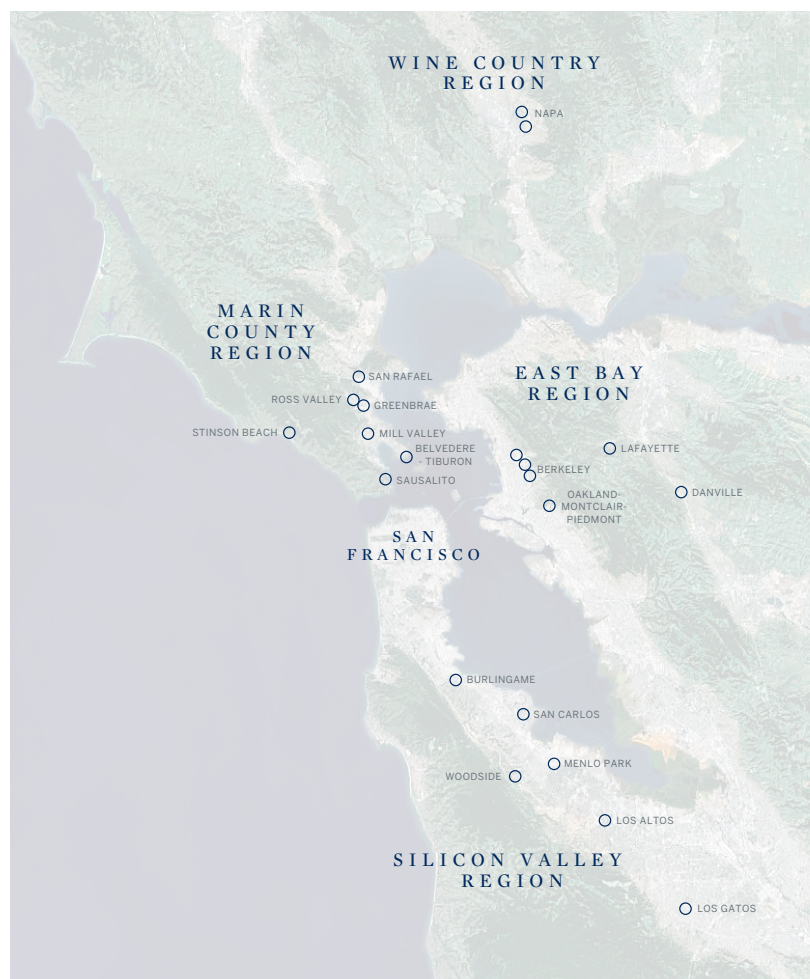 WINE COUNTRY
REGION
NAPA
MARIN
COUNTY
REGION
SAN RAFAEL
EAST BAY
REGION
ROSS VALLEY
GREENBRAE
STINSON BEACH
MILL VALLEY
BELVEDERE
- TIBURON
LAFAYETTE
BERKELEY
SAUSALITO
DANVILLE
OAKLAND-
MONTCLAIR-
PIEDMONT
SAN
FRANCISCO
BURLINGAME
SAN CARLOS
MENLO PARK
WOODSIDE
LOS ALTOS
SILICON VALLEY
REGION
LOS GATOS